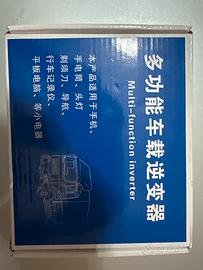 多功能车载逆变器
Multi-function inverter
本产品适用于手机、
手电筒、头灯
剃须刀、导航、
行车记录仪、
平板电脑、等小电器